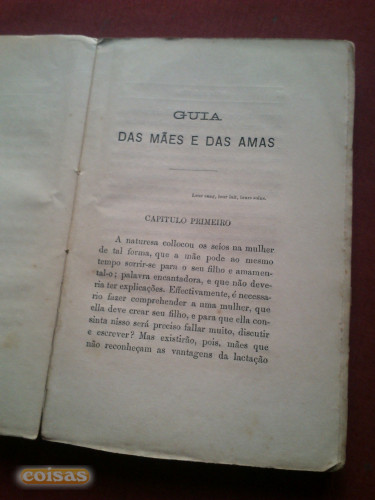 GUIA
DAS MÃES E DAS AMAS
CAPITULO PRIMEIRO
A naturesa collocou os seios na mulher
de tal fórma, que a mãe póde ao mesmo
tempo sorrir-se para o seu filho e amamen-
tal-o; palavra encantadora, e que não deve-
ria ter explicações. Effectivamente, é necessa-
rio fazer comprehender a uma mulher, que
ella deve crear seu filho, e para que ella con-
sinta nisso será preciso fallar muito, discutir
e escrever? Mas existirão, pois, mães que
não reconheçam as vantagens da lactação
coisas